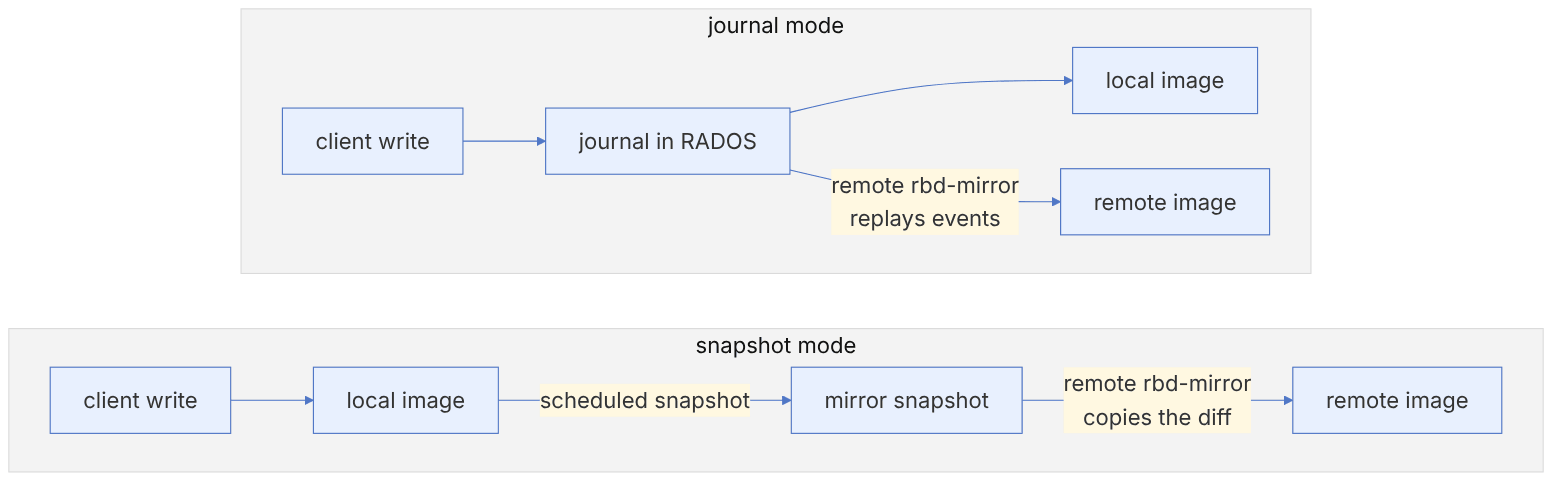 journal mode
local image
client write
journal in RADOS
remote rbd-mirror
replays events
remote image
snapshot mode
client write
local image
scheduled snapshot
mirror snapshot
remote rbd-mirror
copies the diff
remote image